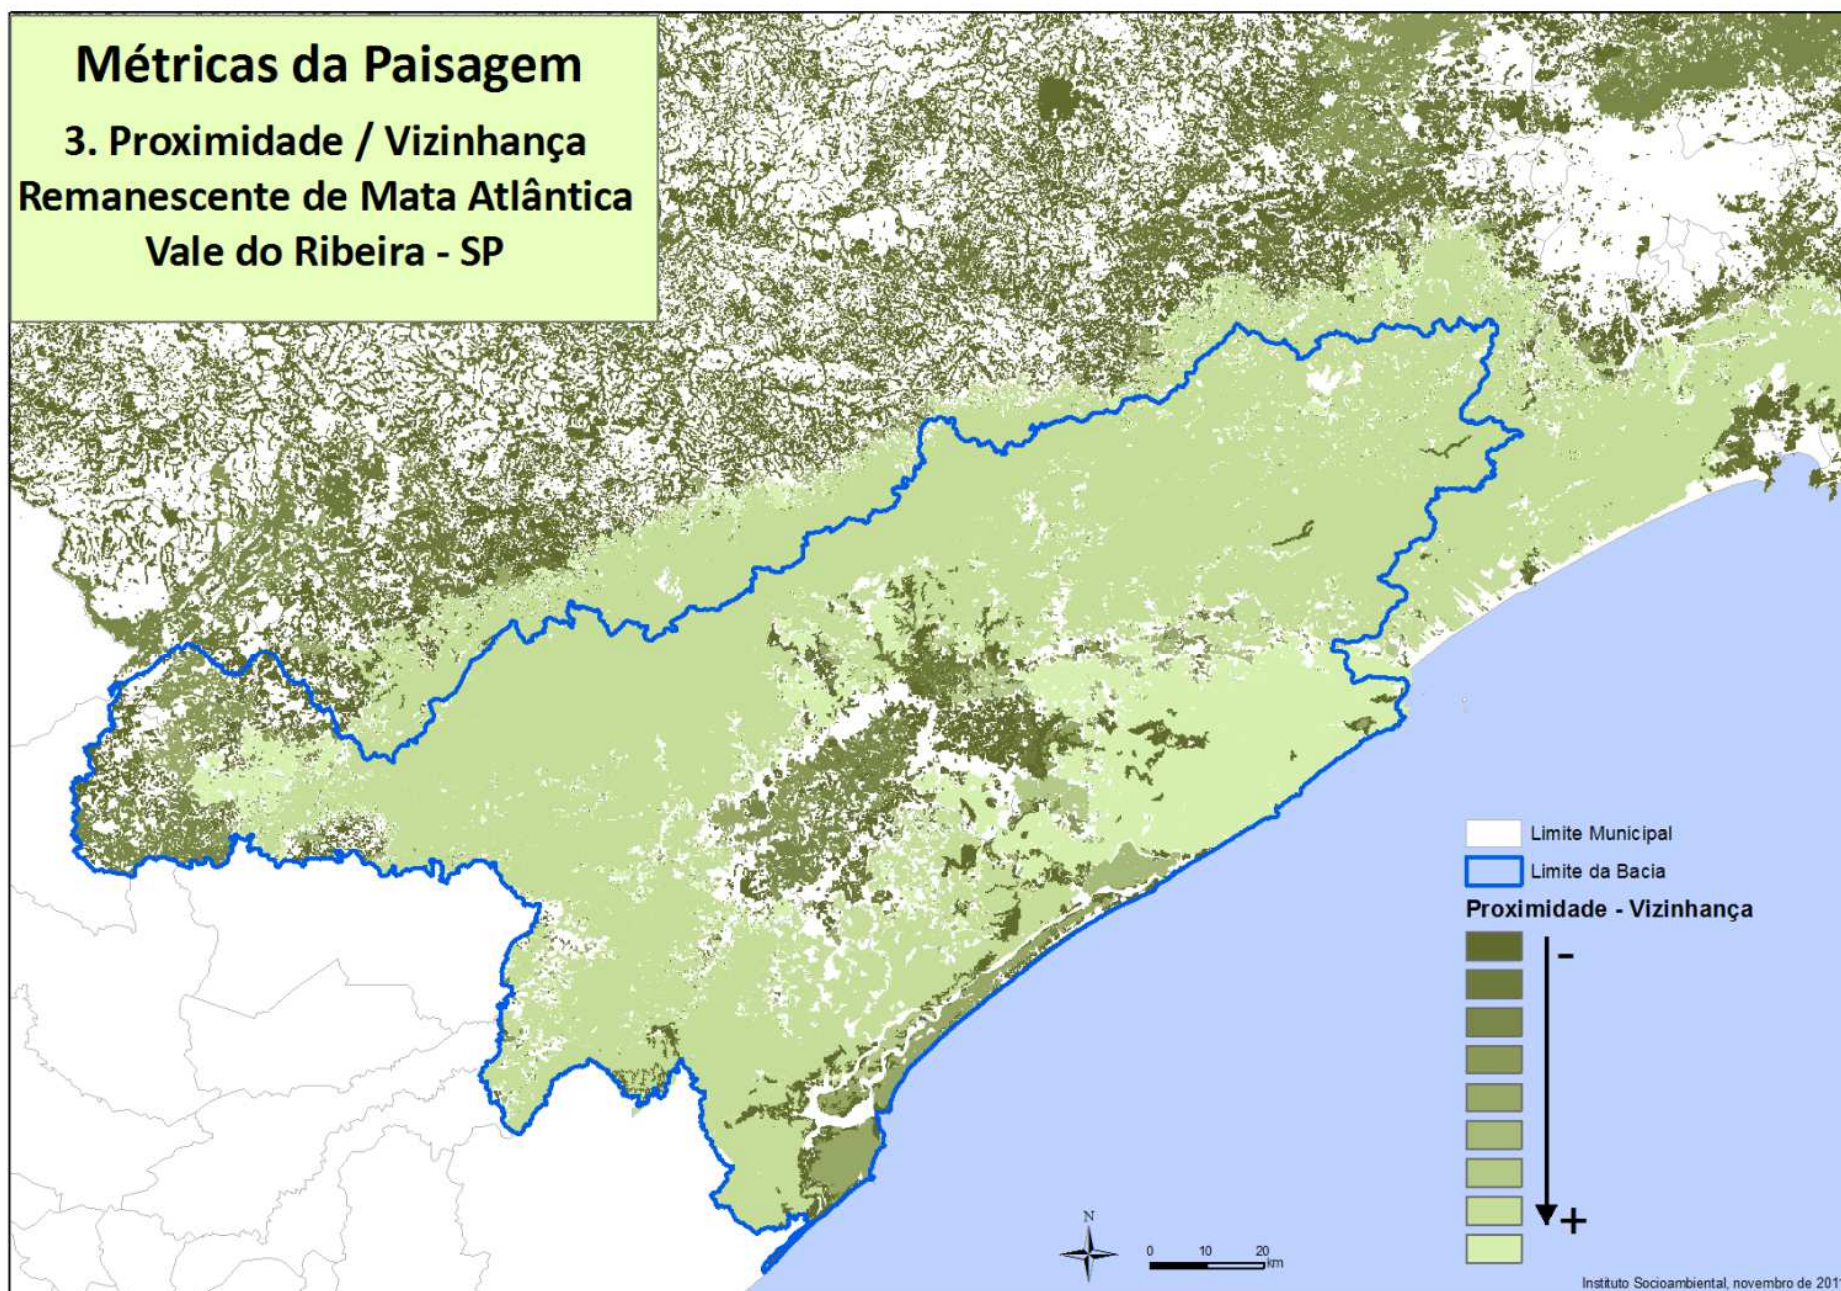 Métricas da Paisagem
3. Proximidade / Vizinhança
Remanescente de Mata Atlântica
Vale do Ribeira - SP
Limite Municipal
Limite da Bacia
Proximidade - Vizinhança
-
+
N
0 10 20
km
Instituto Socioambiental, novembro de 2011